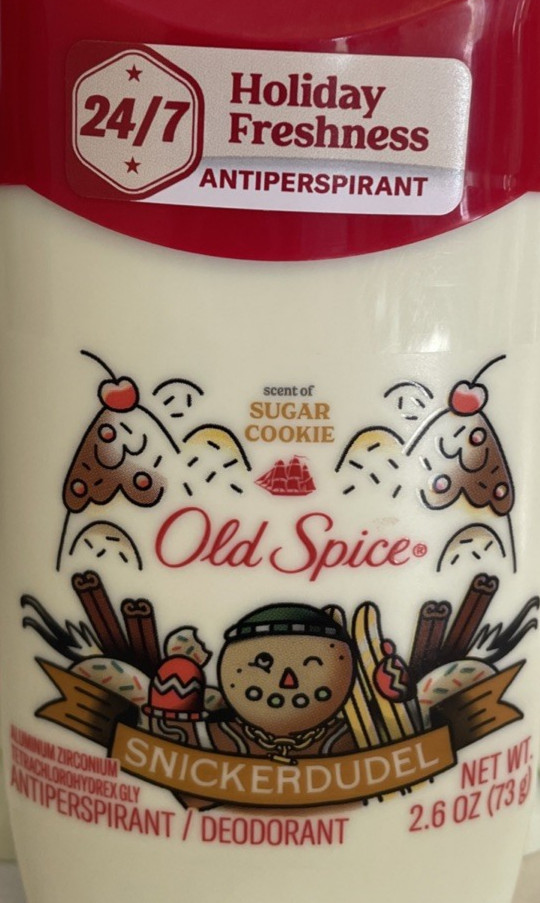 24/7
Holiday
Freshness
ANTIPERSPIRANT
scent of
SUGAR
COOKIE
Old Spice®
SNICKERDUDEL
ALUMINUM ZIRCONIUM
TETRACHLOROHYDREX GLY
ANTIPERSPIRANT / DEODORANT
NET WT.
2.6 OZ (73 g)